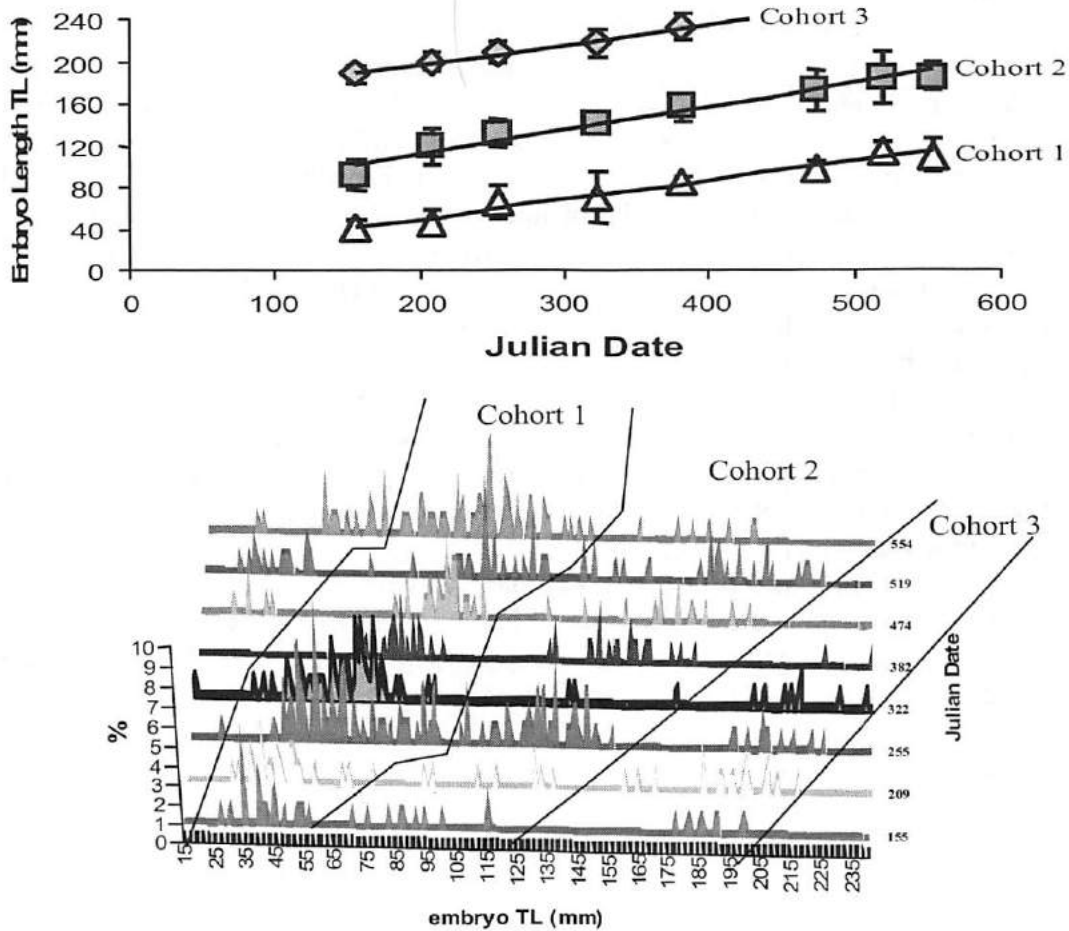 240
200
160
120
80
40
0
Embryo Length TL (mm)
Cohort 3
Cohort 2
Cohort 1
0 100 200 300 400 500 600
Julian Date
Cohort 1
Cohort 2
Cohort 3
554
519
474
382
322
255
209
155
Julian Date
10
9
8
7
6
5
4
3
2
1
0
%
15 25 35 45 55 65 75 85 95 105 115 125 135 145 155 165 175 185 195 205 215 225 235
embryo TL (mm)